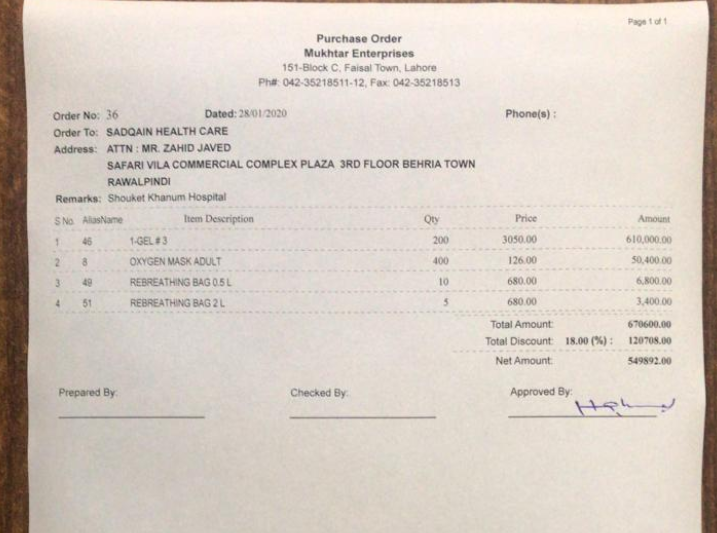 Page 1 of 1
Purchase Order
Mukhtar Enterprises
151-Block C, Faisal Town, Lahore
Ph#: 042-35218511-12, Fax: 042-35218513
Order No: 36 Dated: 28/01/2020 Phone(s) :
Order To: SADQAIN HEALTH CARE
Address: ATTN : MR. ZAHID JAVED
SAFARI VILA COMMERCIAL COMPLEX PLAZA 3RD FLOOR BEHRIA TOWN
RAWALPINDI
Remarks: Shouket Khanum Hospital
S No. AliasName Item Description Qty Price Amount
1 46 1-GEL # 3 200 3050.00 610,000.00
2 8 OXYGEN MASK ADULT 400 126.00 50,400.00
3 49 REBREATHING BAG 0.5 L 10 680.00 6,800.00
4 51 REBREATHING BAG 2 L 5 680.00 3,400.00
Total Amount: 670600.00
Total Discount: 18.00 (%) : 120708.00
Net Amount: 549892.00
Prepared By: Checked By: Approved By: